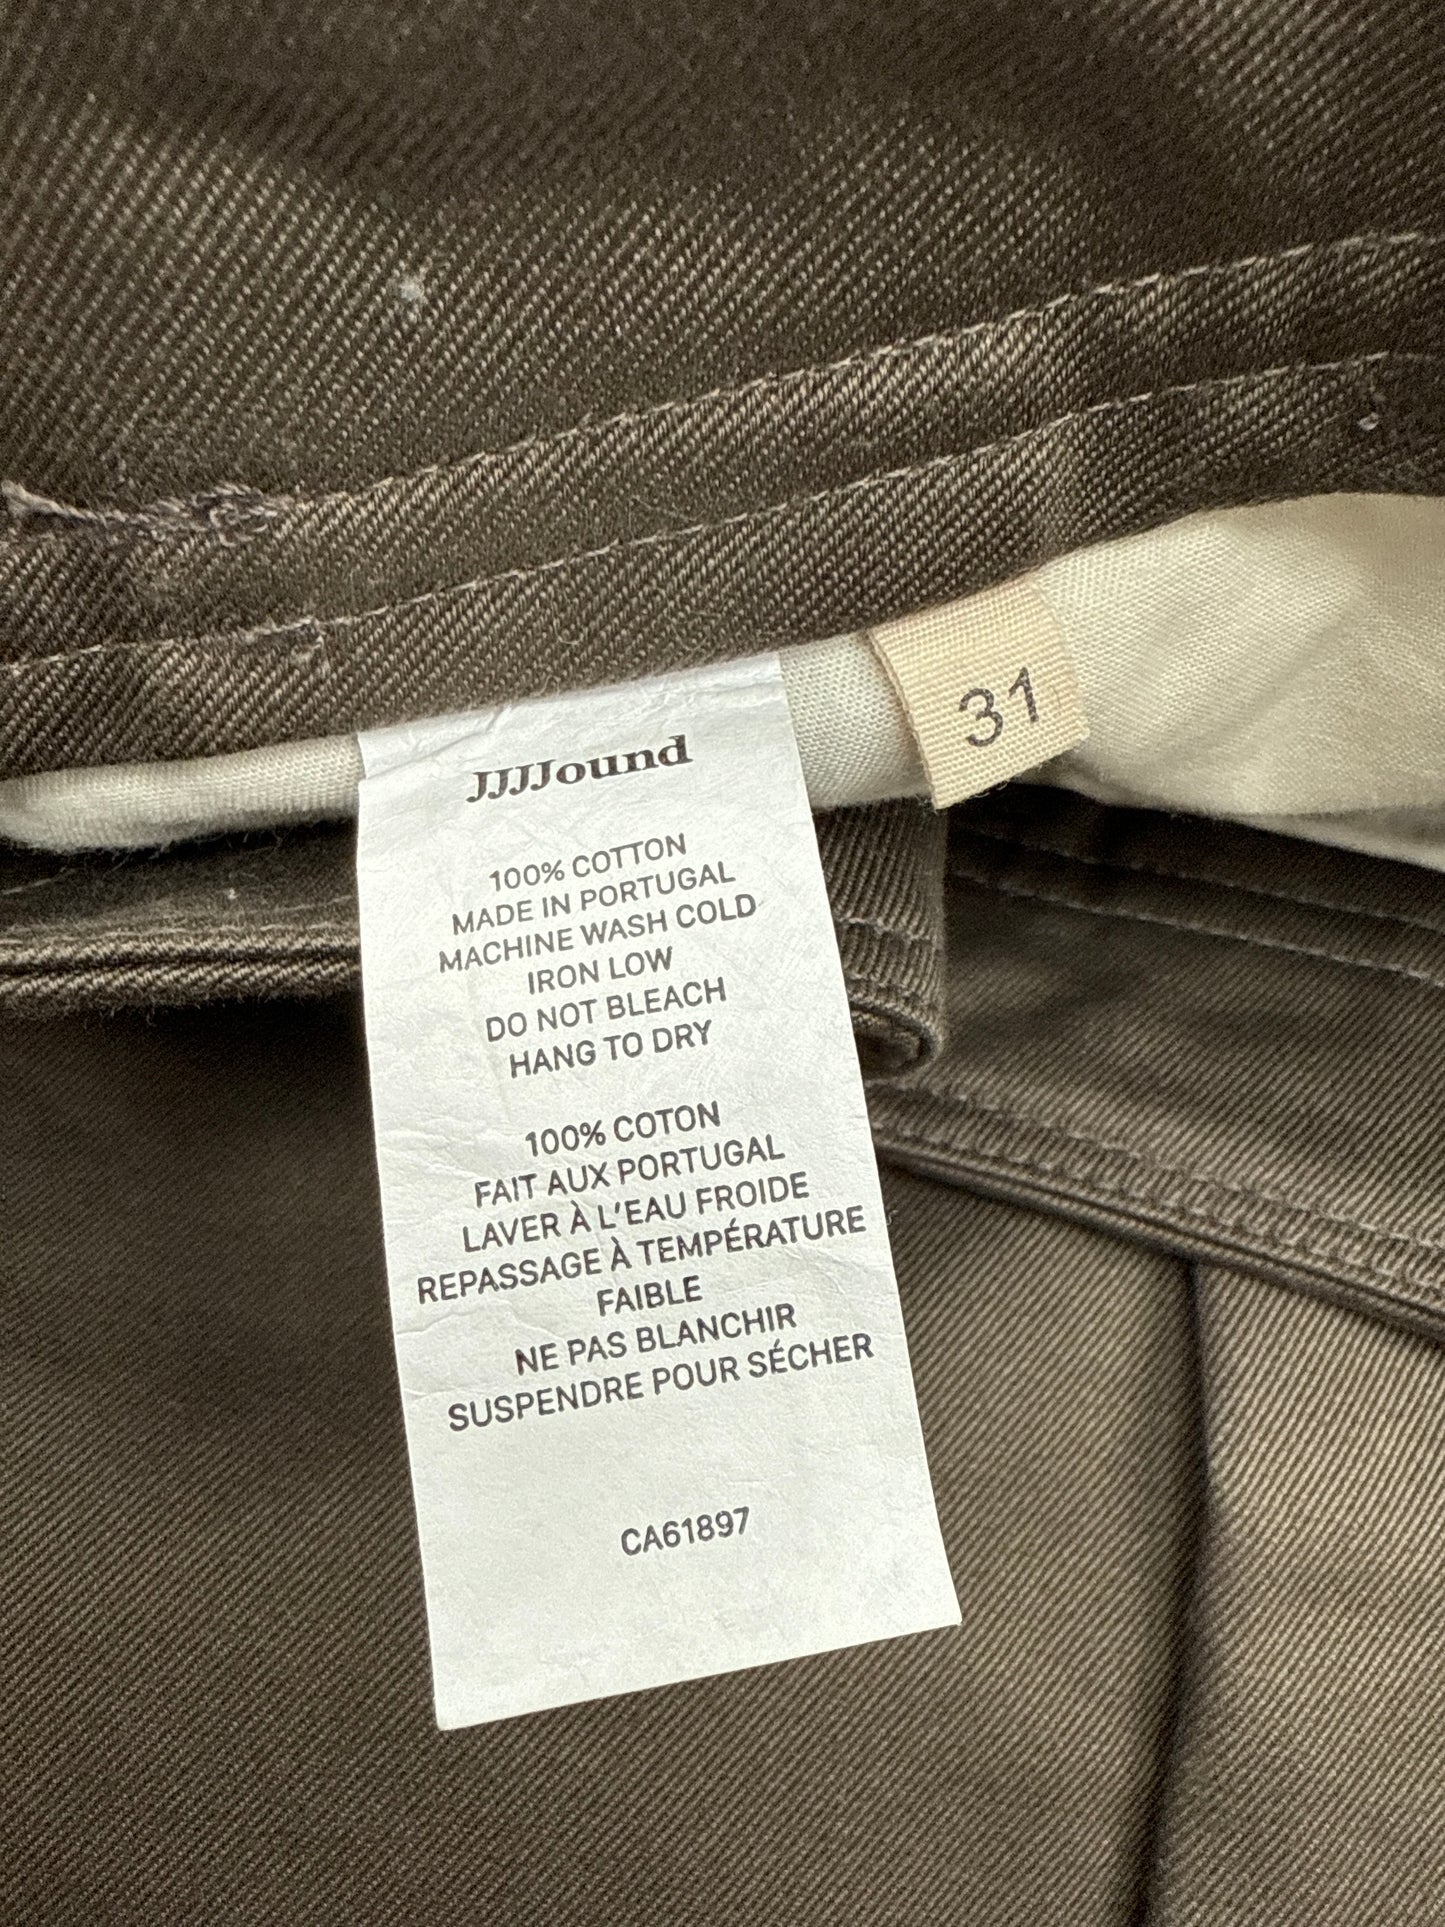 31
JJJJound
100% COTTON
MADE IN PORTUGAL
MACHINE WASH COLD
IRON LOW
DO NOT BLEACH
HANG TO DRY
100% COTON
FAIT AUX PORTUGAL
LAVER À L'EAU FROIDE
REPASSAGE À TEMPÉRATURE
FAIBLE
NE PAS BLANCHIR
SUSPENDRE POUR SÉCHER
CA61897